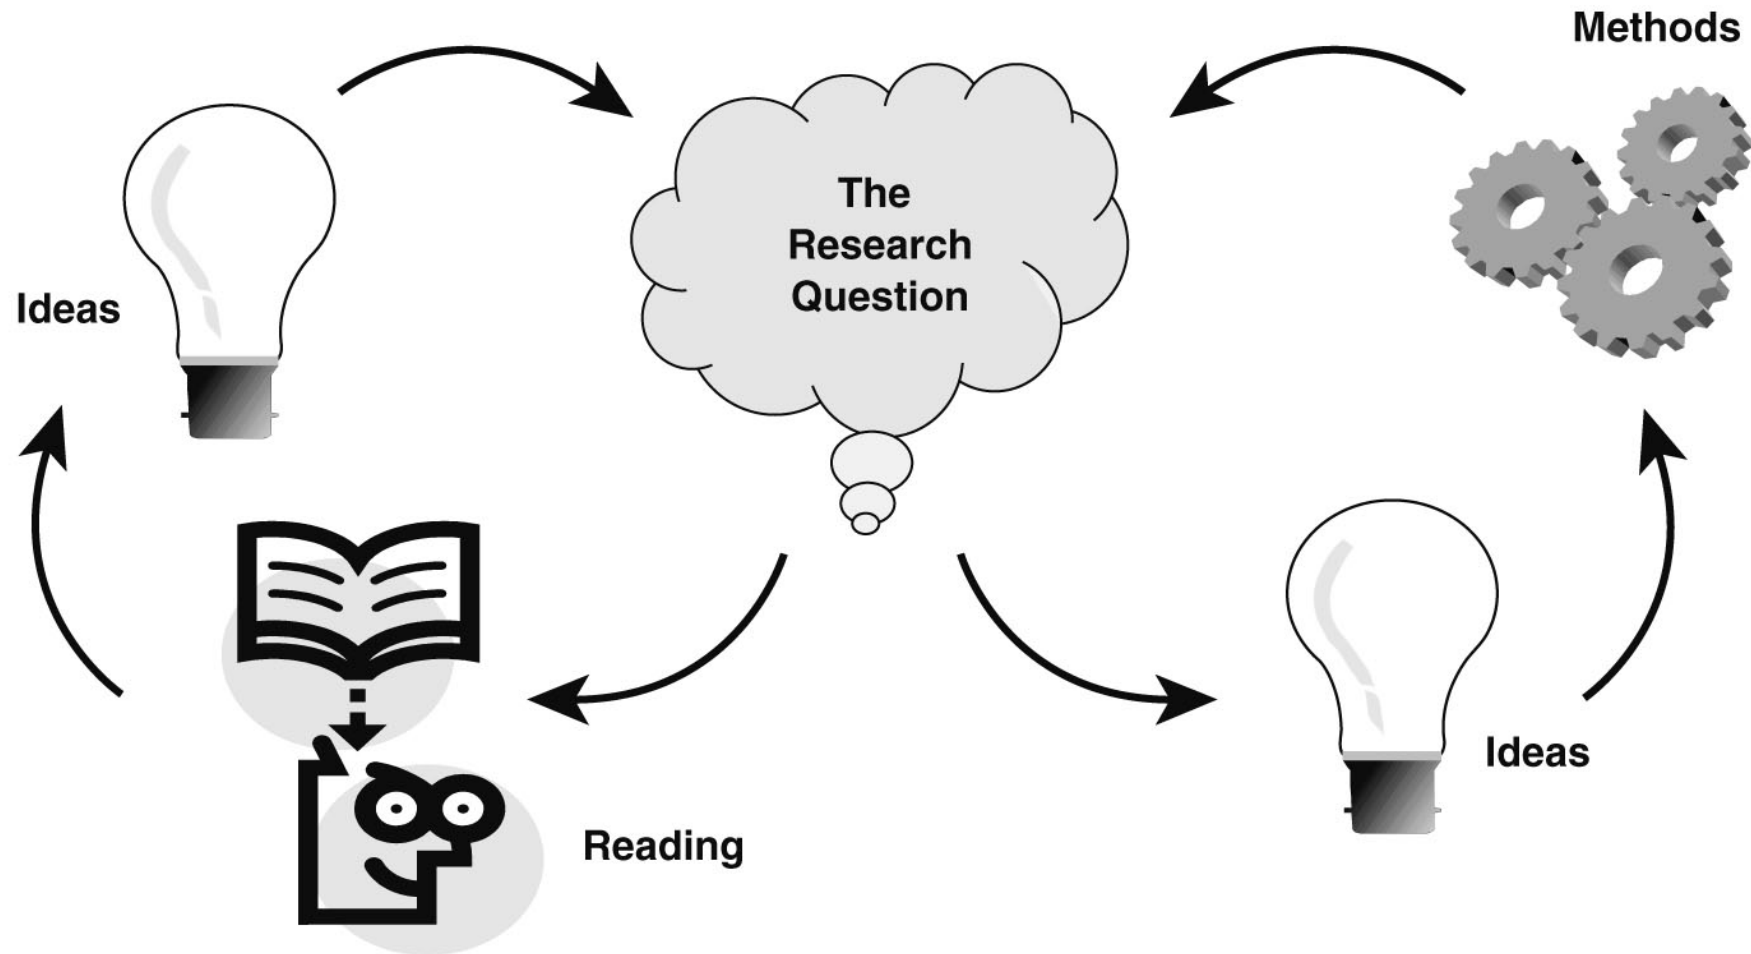 Methods
The
Research
Question
Ideas
Ideas
Reading